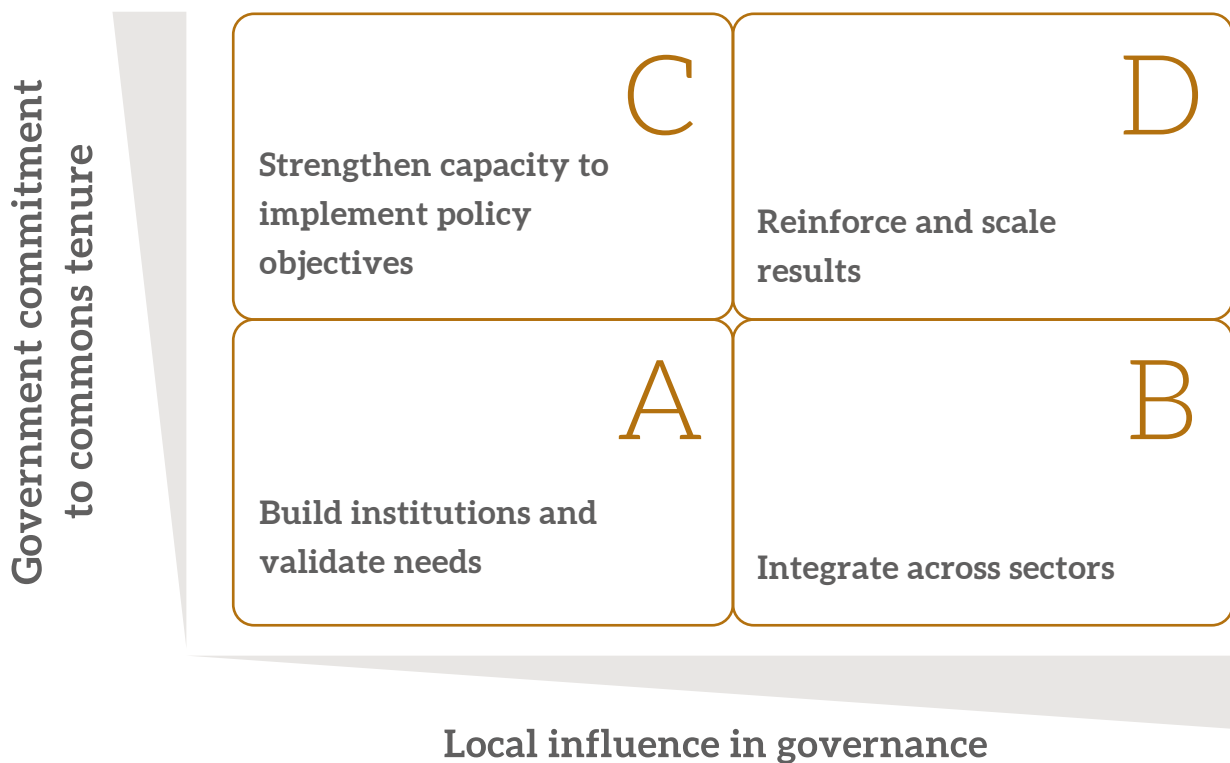 Government commitment
to commons tenure
C
Strengthen capacity to
implement policy
objectives
D
Reinforce and scale
results
A
Build institutions and
validate needs
B
Integrate across sectors
Local influence in governance